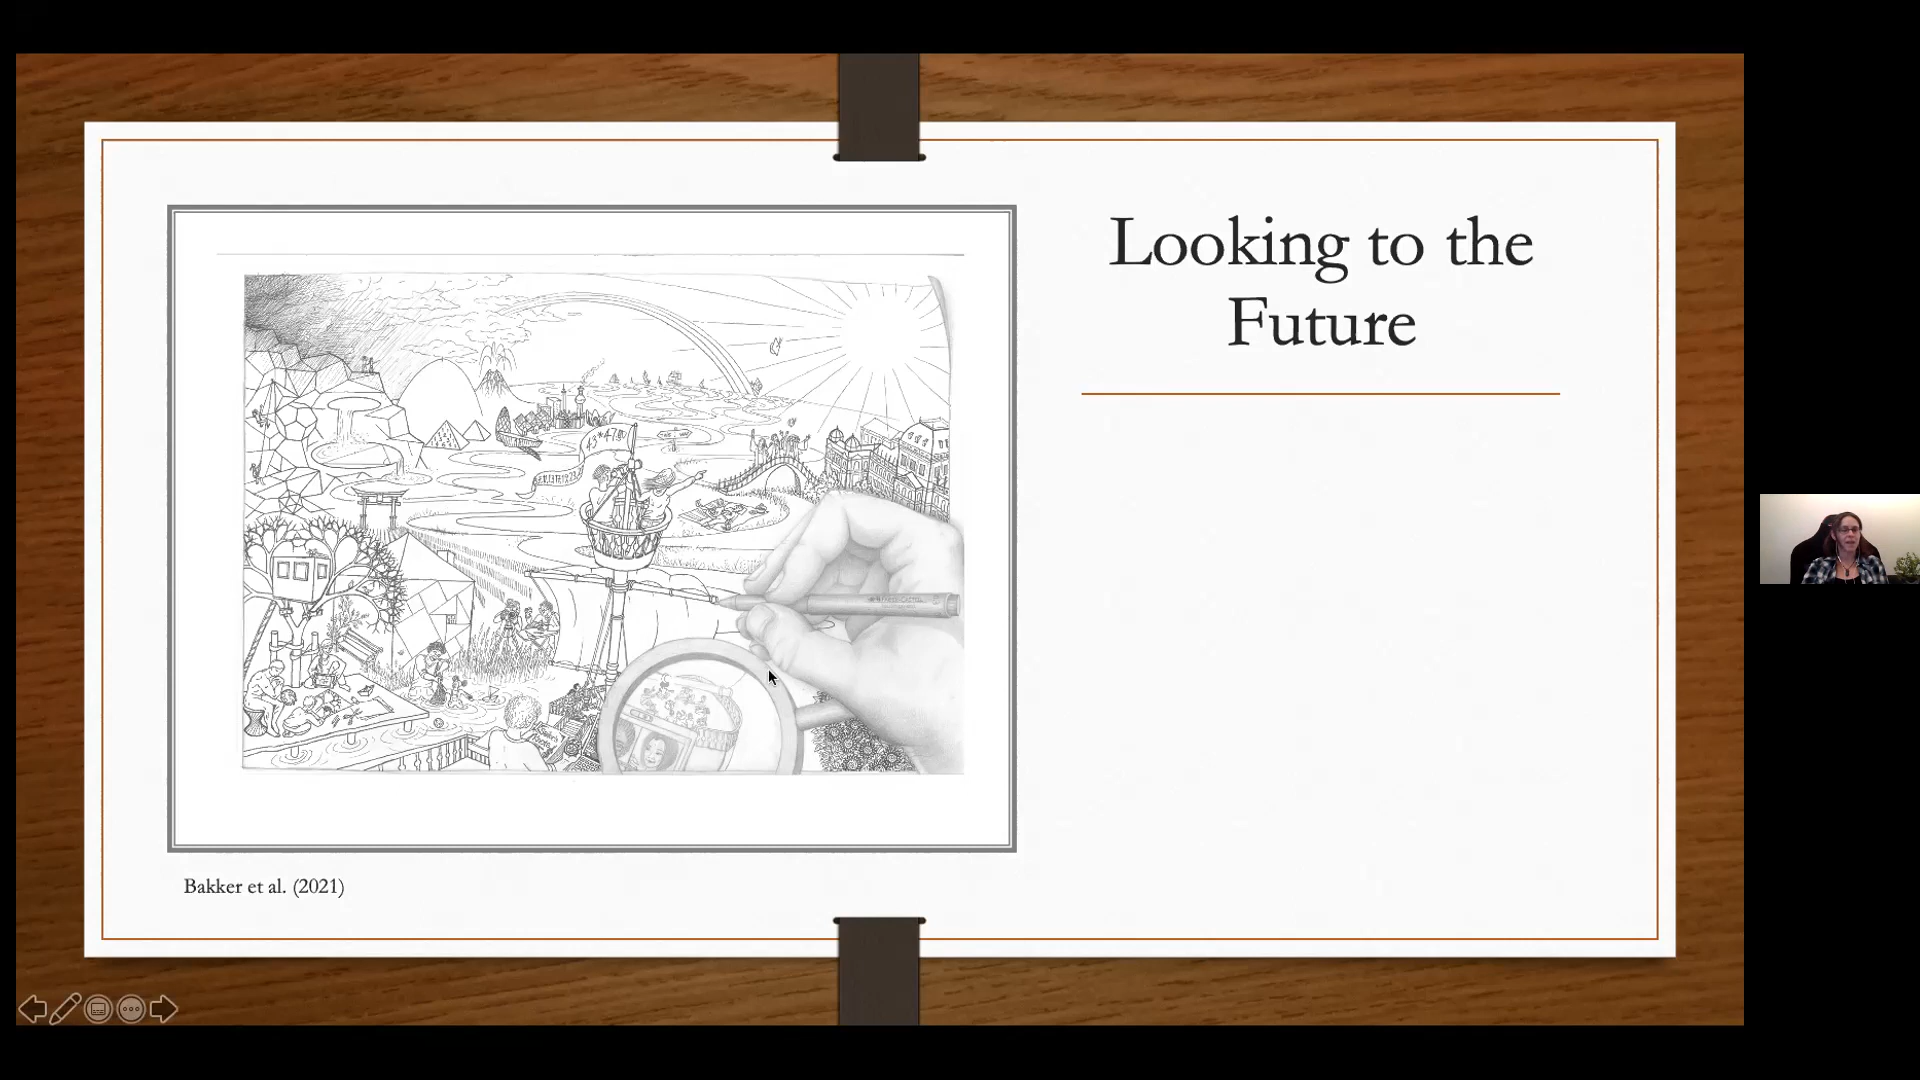 Looking to the
Future
Bakker et al. (2021)